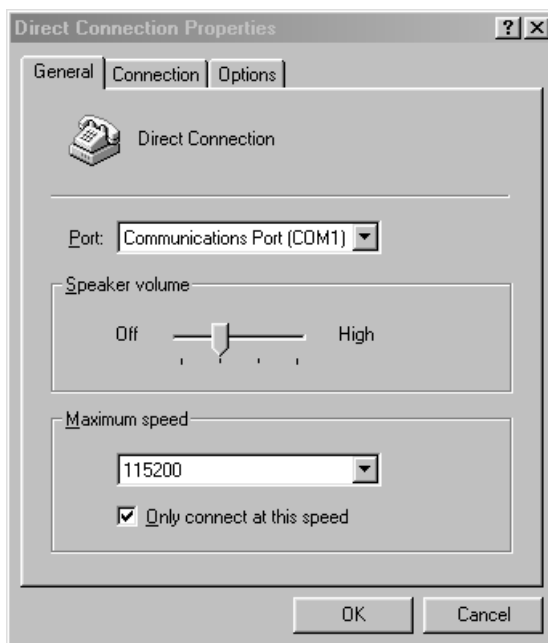 Direct Connection Properties ? ×
General Connection Options
Direct Connection
Port: Communications Port (COM1)
Speaker volume
Off High
Maximum speed
115200
Only connect at this speed
OK Cancel